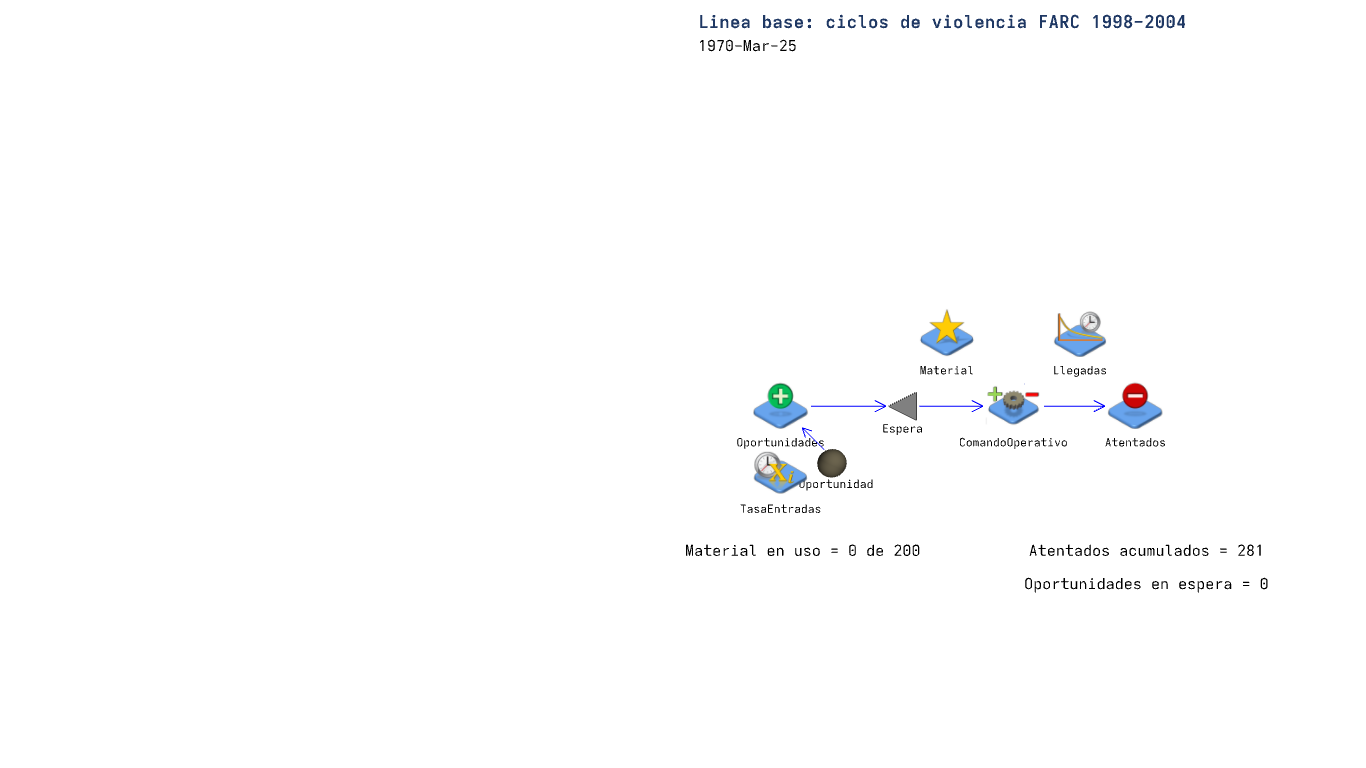 Linea base: ciclos de violencia FARC 1998-2004
1970-Mar-25
Material
Llegadas
Espera
Oportunidades
ComandoOperativo
Atentados
Oportunidad
TasaEntradas
Material en uso = 0 de 200
Atentados acumulados = 281
Oportunidades en espera = 0